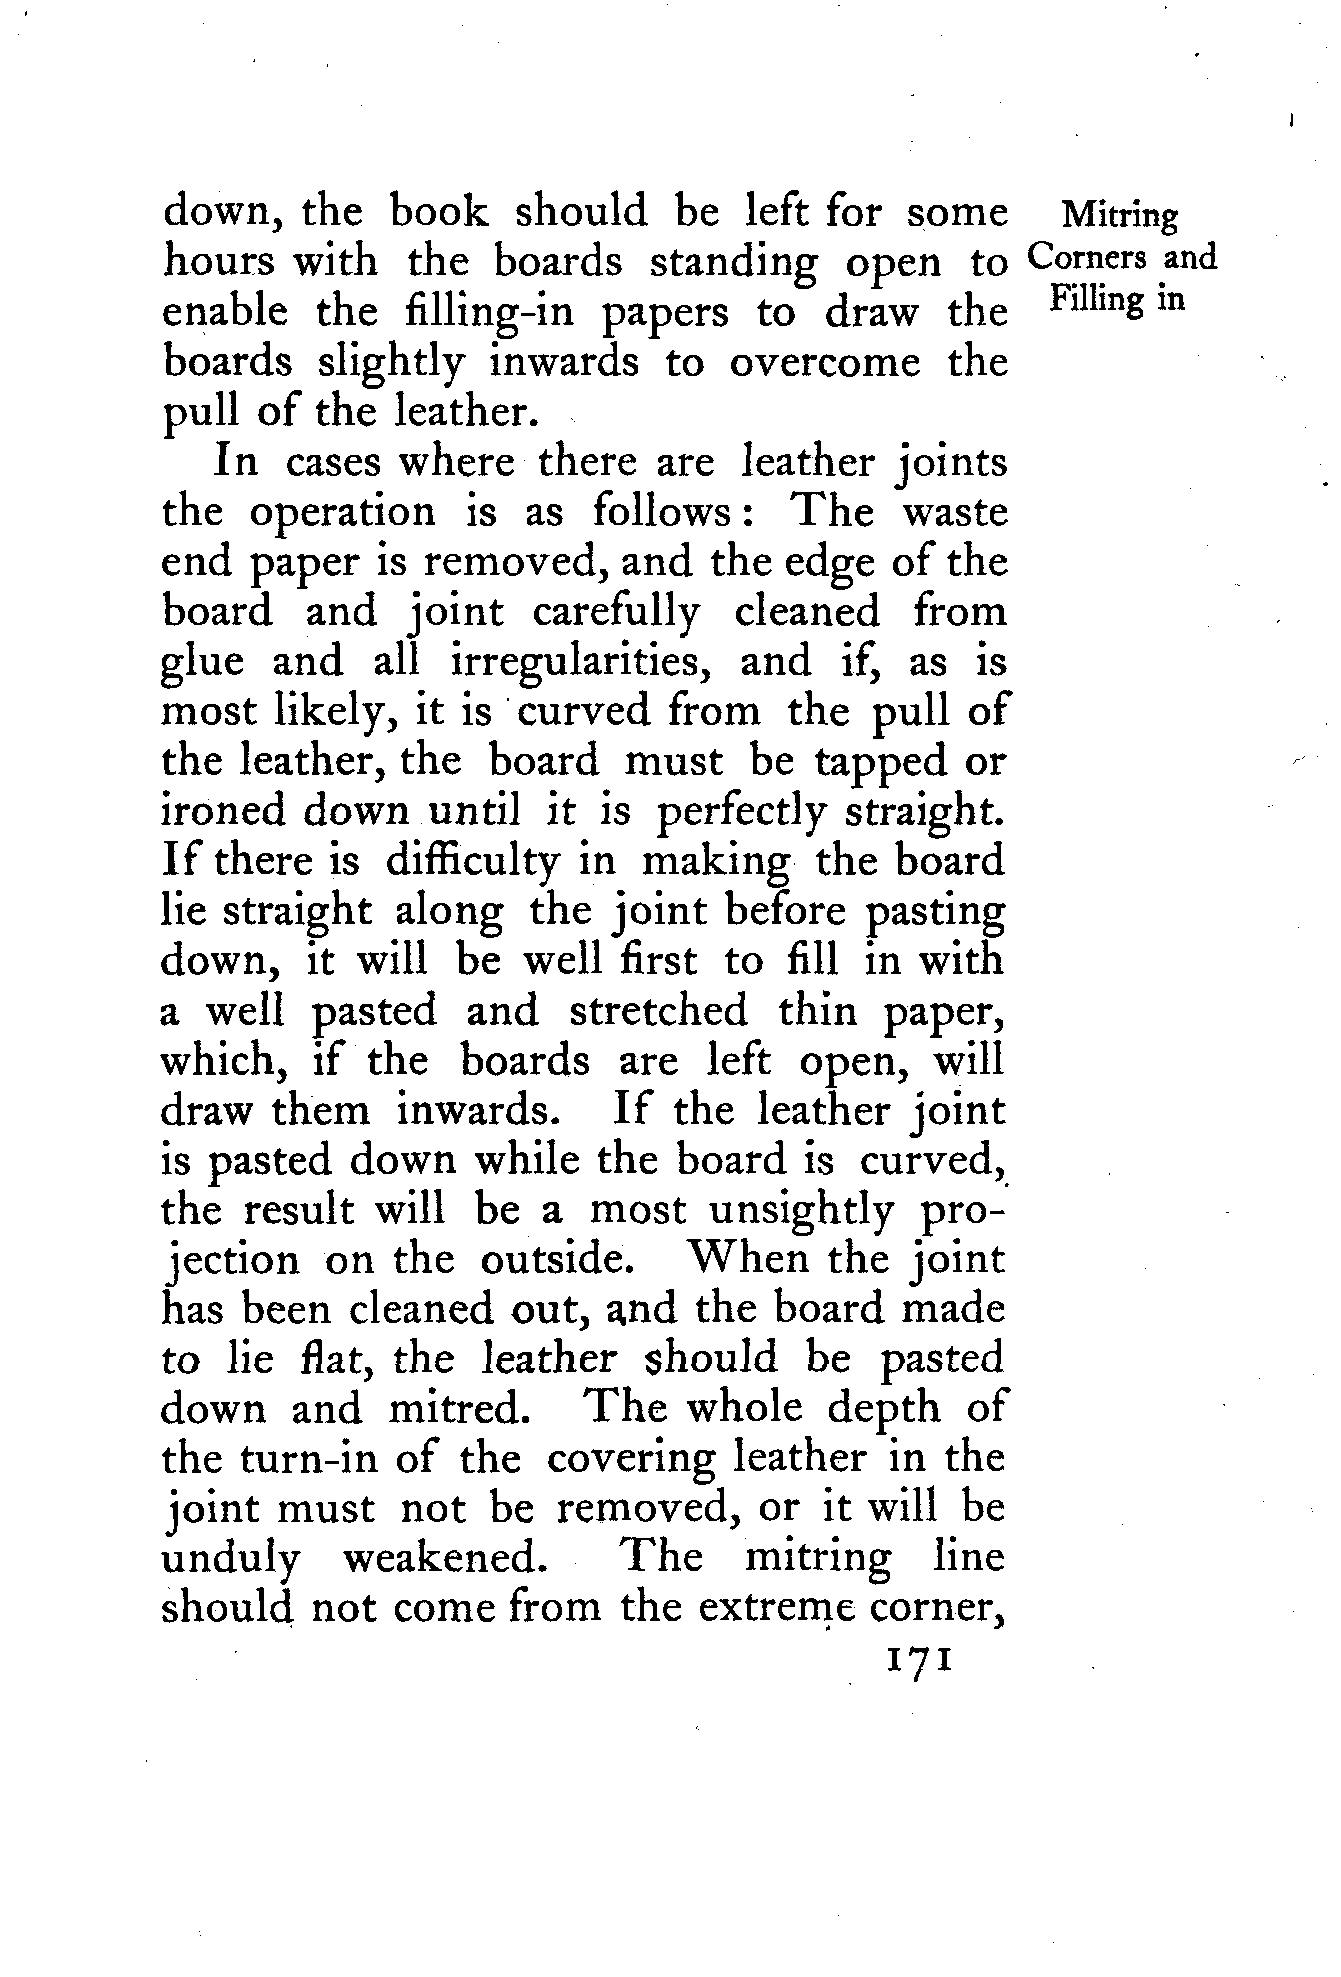 down, the book should be left for some
hours with the boards standing open to
enable the filling-in papers to draw the
boards slightly inwards to overcome the
pull of the leather.
In cases where there are leather joints
the operation is as follows: The waste
end paper is removed, and the edge of the
board and joint carefully cleaned from
glue and all irregularities, and if, as is
most likely, it is curved from the pull of
the leather, the board must be tapped or
ironed down until it is perfectly straight.
If there is difficulty in making the board
lie straight along the joint before pasting
down, it will be well first to fill in with
a well pasted and stretched thin paper,
which, if the boards are left open, will
draw them inwards. If the leather joint
is pasted down while the board is curved,
the result will be a most unsightly pro-
jection on the outside. When the joint
has been cleaned out, and the board made
to lie flat, the leather should be pasted
down and mitred. The whole depth of
the turn-in of the covering leather in the
joint must not be removed, or it will be
unduly weakened. The mitring line
should not come from the extreme corner,
Mitring
Corners and
Filling in
171